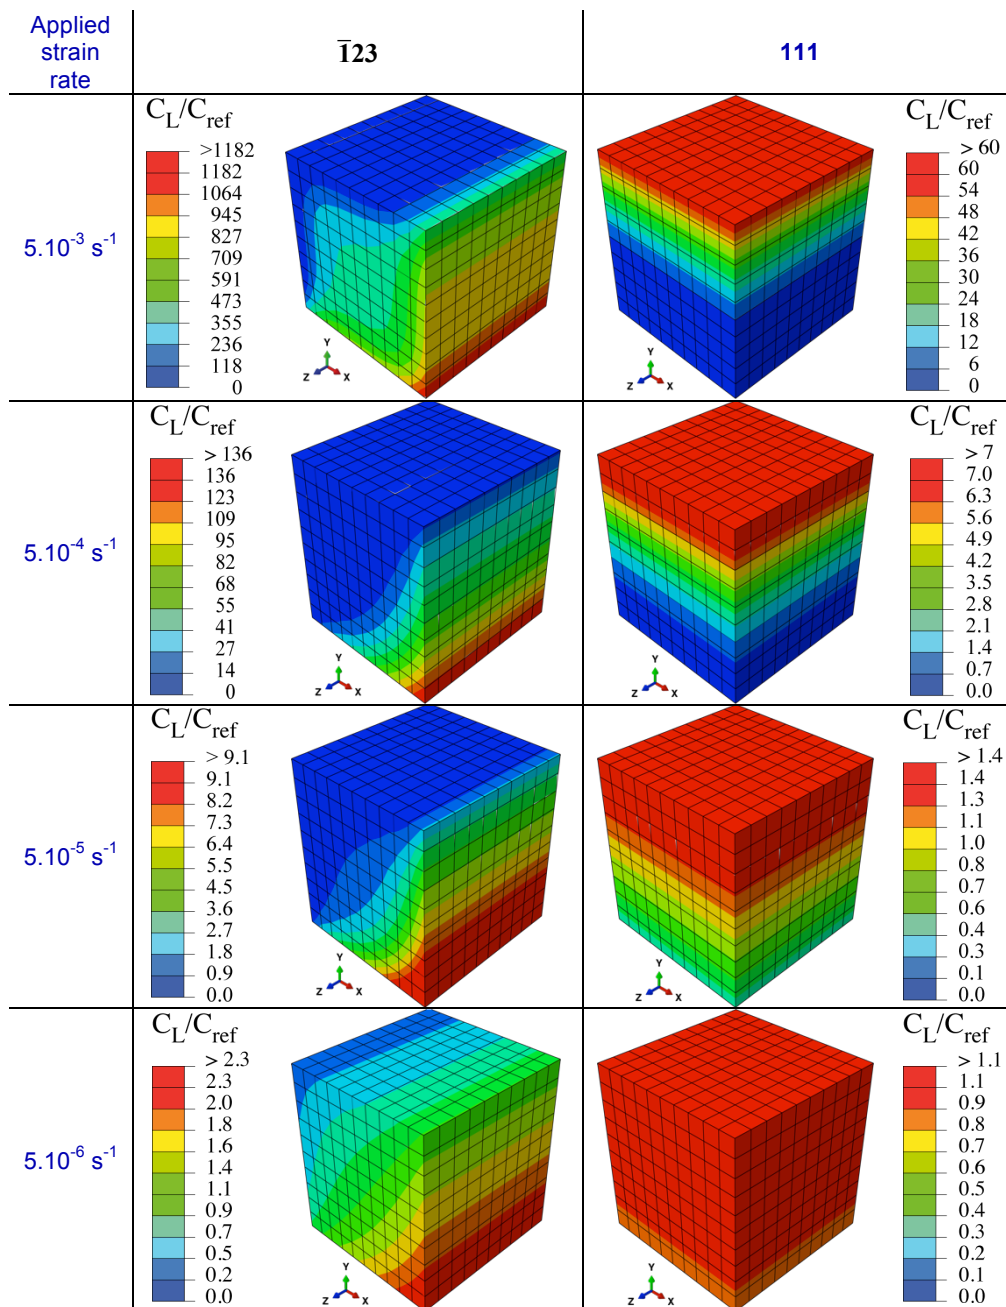 Applied
strain
rate
1̅23
111
5.10⁻³ s⁻¹
C_L/C_ref
>1182
1182
1064
945
827
709
591
473
355
236
118
0
Y
Z
X
Y
Z
X
C_L/C_ref
> 60
60
54
48
42
36
30
24
18
12
6
0
5.10⁻⁴ s⁻¹
C_L/C_ref
> 136
136
123
109
95
82
68
55
41
27
14
0
Y
Z
X
Y
Z
X
C_L/C_ref
> 7
7.0
6.3
5.6
4.9
4.2
3.5
2.8
2.1
1.4
0.7
0.0
5.10⁻⁵ s⁻¹
C_L/C_ref
> 9.1
9.1
8.2
7.3
6.4
5.5
4.5
3.6
2.7
1.8
0.9
0.0
Y
Z
X
Y
Z
X
C_L/C_ref
> 1.4
1.4
1.3
1.1
1.0
0.8
0.7
0.6
0.4
0.3
0.1
0.0
5.10⁻⁶ s⁻¹
C_L/C_ref
> 2.3
2.3
2.0
1.8
1.6
1.4
1.1
0.9
0.7
0.5
0.2
0.0
Y
Z
X
Y
Z
X
C_L/C_ref
> 1.1
1.1
0.9
0.8
0.7
0.6
0.5
0.4
0.3
0.2
0.1
0.0